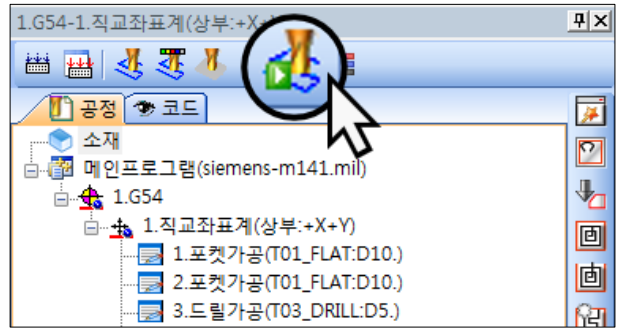 1.G54-1.직교좌표계(상부:+X+
공정 코드
소재
메인프로그램(siemens-m141.mil)
1.G54
1.직교좌표계(상부:+X+Y)
1.포켓가공(T01_FLAT:D10.)
2.포켓가공(T01_FLAT:D10.)
3.드릴가공(T03_DRILL:D5.)